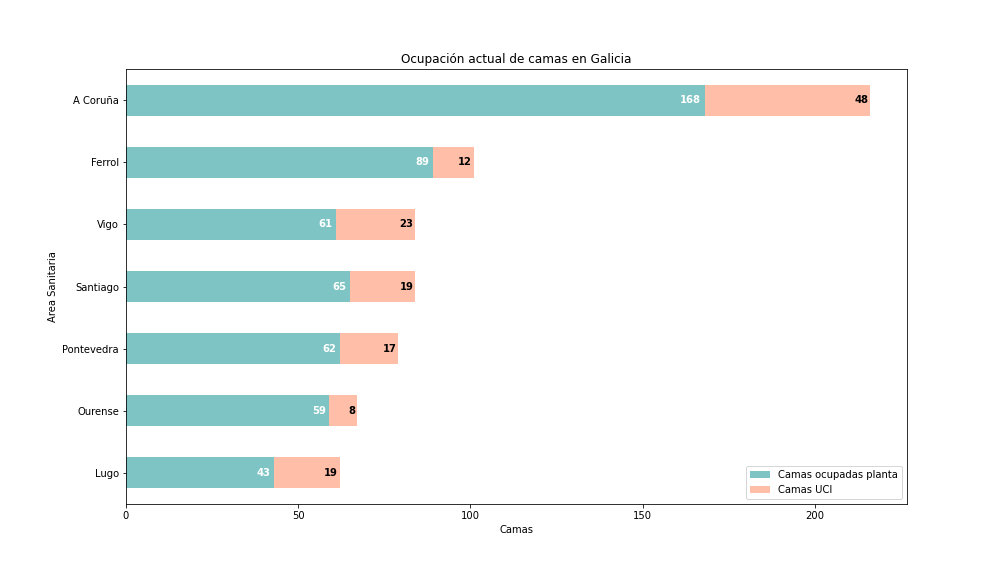 Ocupación actual de camas en Galicia
Area Sanitaria
A Coruña 168 48
Ferrol 89 12
Vigo 61 23
Santiago 65 19
Pontevedra 62 17
Ourense 59 8
Lugo 43 19
Camas ocupadas planta
Camas UCI
0 50 100 150 200
Camas